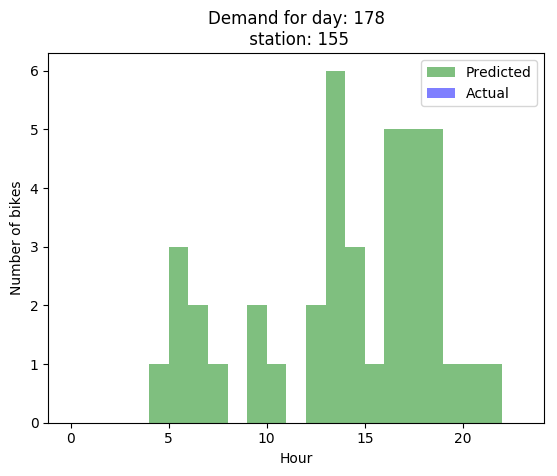 Demand for day: 178
station: 155
Predicted
Actual
Number of bikes
6
5
4
3
2
1
0
0
5
10
15
20
Hour